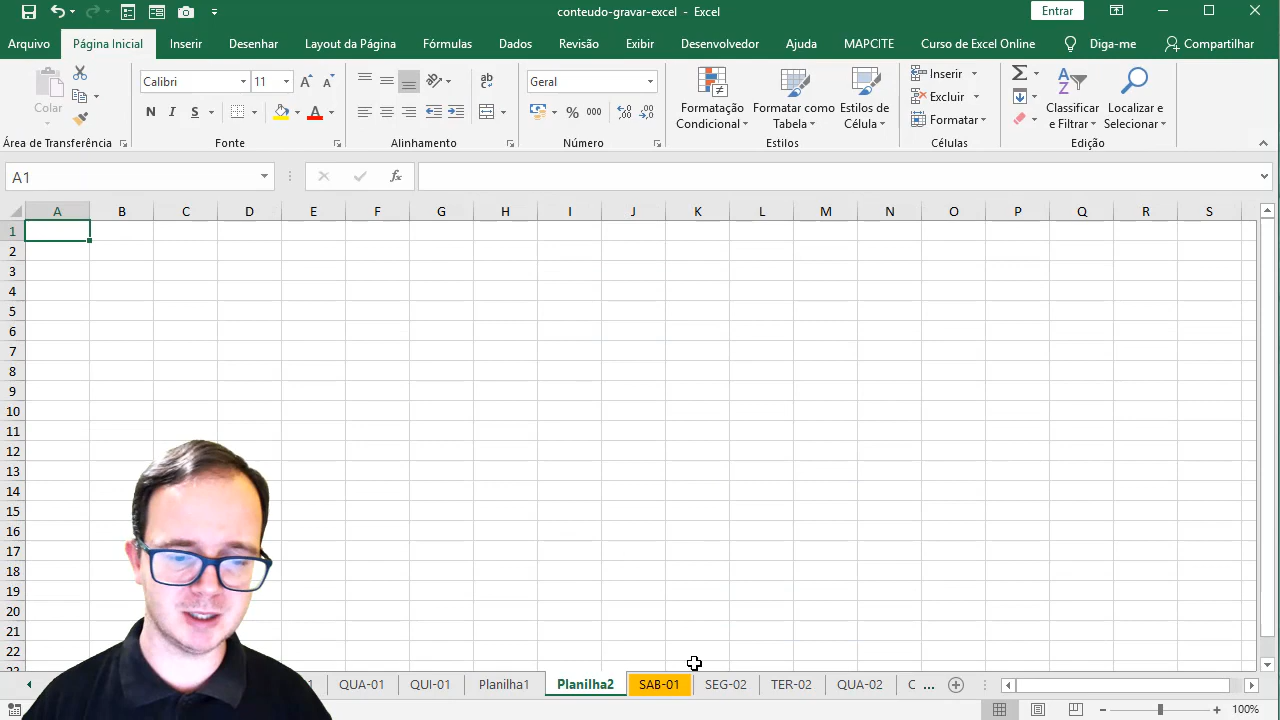 conteudo-gravar-excel - Excel
Entrar
Arquivo Página Inicial Inserir Desenhar Layout da Página Fórmulas Dados Revisão Exibir Desenvolvedor Ajuda MAPCITE Curso de Excel Online Diga-me Compartilhar
Colar
Calibri 11
N I S
Geral
% 000
Formatação Condicional
Formatar como Tabela
Estilos de Célula
Inserir
Excluir
Formatar
Classificar e Filtrar
Localizar e Selecionar
Área de Transferência Fonte Alinhamento Número Estilos Células Edição
A1 fx
A B C D E F G H I J K L M N O P Q R S
1
2
3
4
5
6
7
8
9
10
11
12
13
14
15
16
17
18
19
20
21
22
QUA-01 QUI-01 Planilha1 Planilha2 SAB-01 SEG-02 TER-02 QUA-02 ...
100%